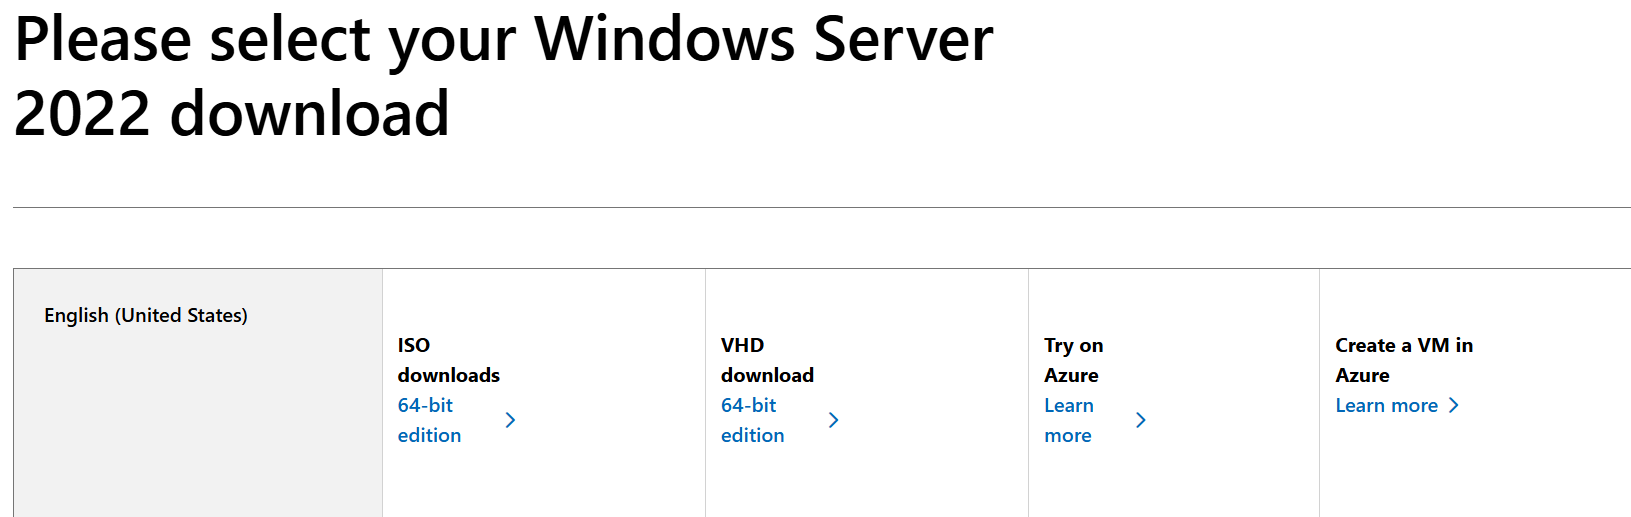 Please select your Windows Server
2022 download
English (United States)
ISO
downloads
64-bit
edition
VHD
download
64-bit
edition
Try on
Azure
Learn
more
Create a VM in
Azure
Learn more